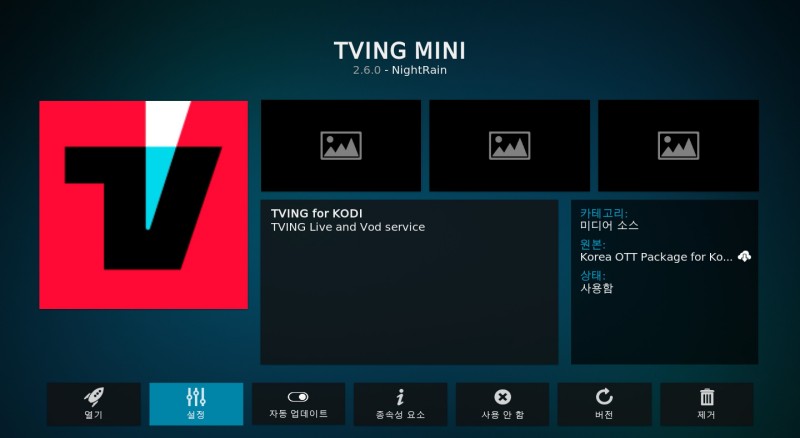 TVING MINI
2.6.0 - NightRain
TVING for KODI
TVING Live and Vod service
카테고리:
미디어 소스
원본:
Korea OTT Package for Ko...
상태:
사용함
열기
설정
자동 업데이트
종속성 요소
사용 안 함
버전
제거